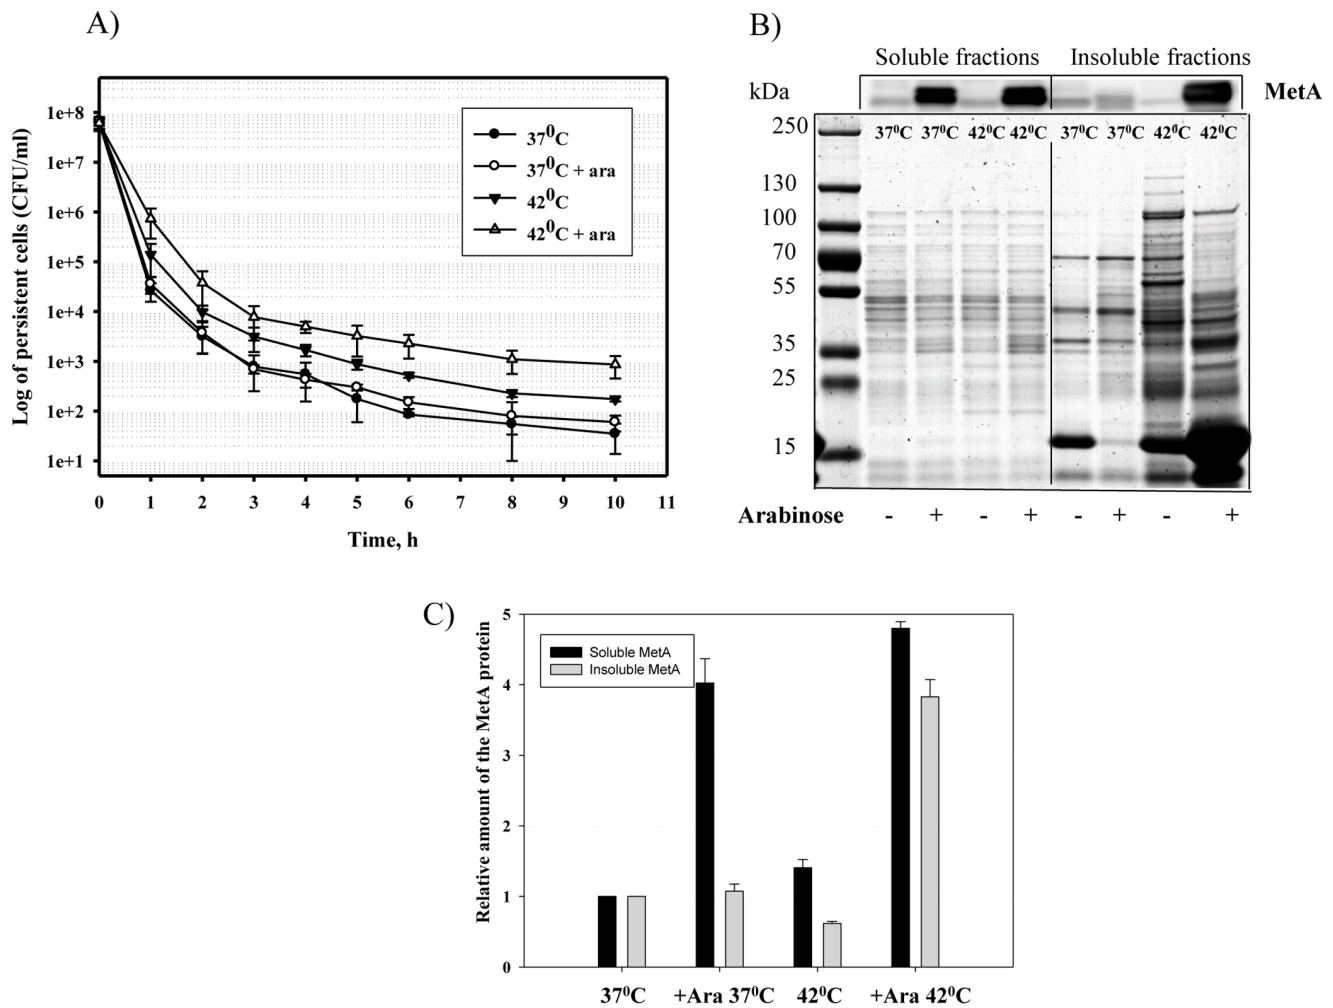 A)
Log of persistent cells (CFU/ml)
1e+8
1e+7
1e+6
1e+5
1e+4
1e+3
1e+2
1e+1
37⁰C
37⁰C + ara
42⁰C
42⁰C + ara
0 1 2 3 4 5 6 7 8 9 10 11
Time, h
B)
Soluble fractions Insoluble fractions
kDa MetA
37⁰C 37⁰C 42⁰C 42⁰C 37⁰C 37⁰C 42⁰C 42⁰C
250
130
100
70
55
35
25
15
Arabinose - + - + - + - +
C)
Relative amount of the MetA protein
5
4
3
2
1
0
Soluble MetA
Insoluble MetA
37⁰C +Ara 37⁰C 42⁰C +Ara 42⁰C